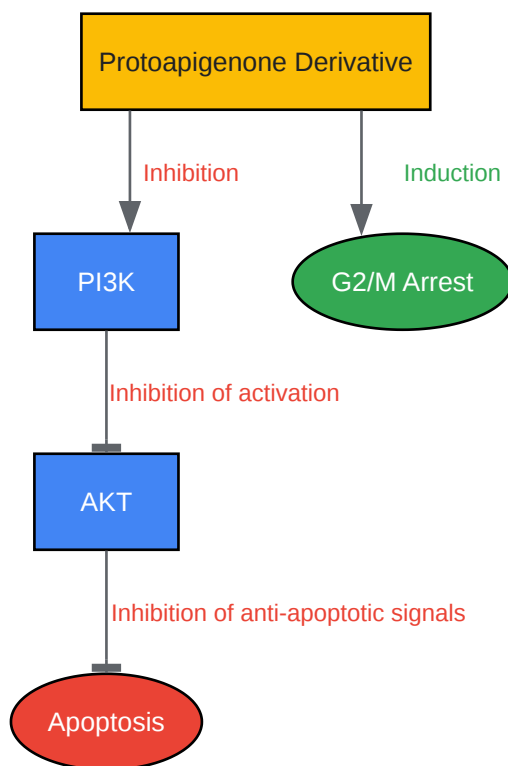 Protoapigenone Derivative
Inhibition
Induction
PI3K
G2/M Arrest
Inhibition of activation
AKT
Inhibition of anti-apoptotic signals
Apoptosis